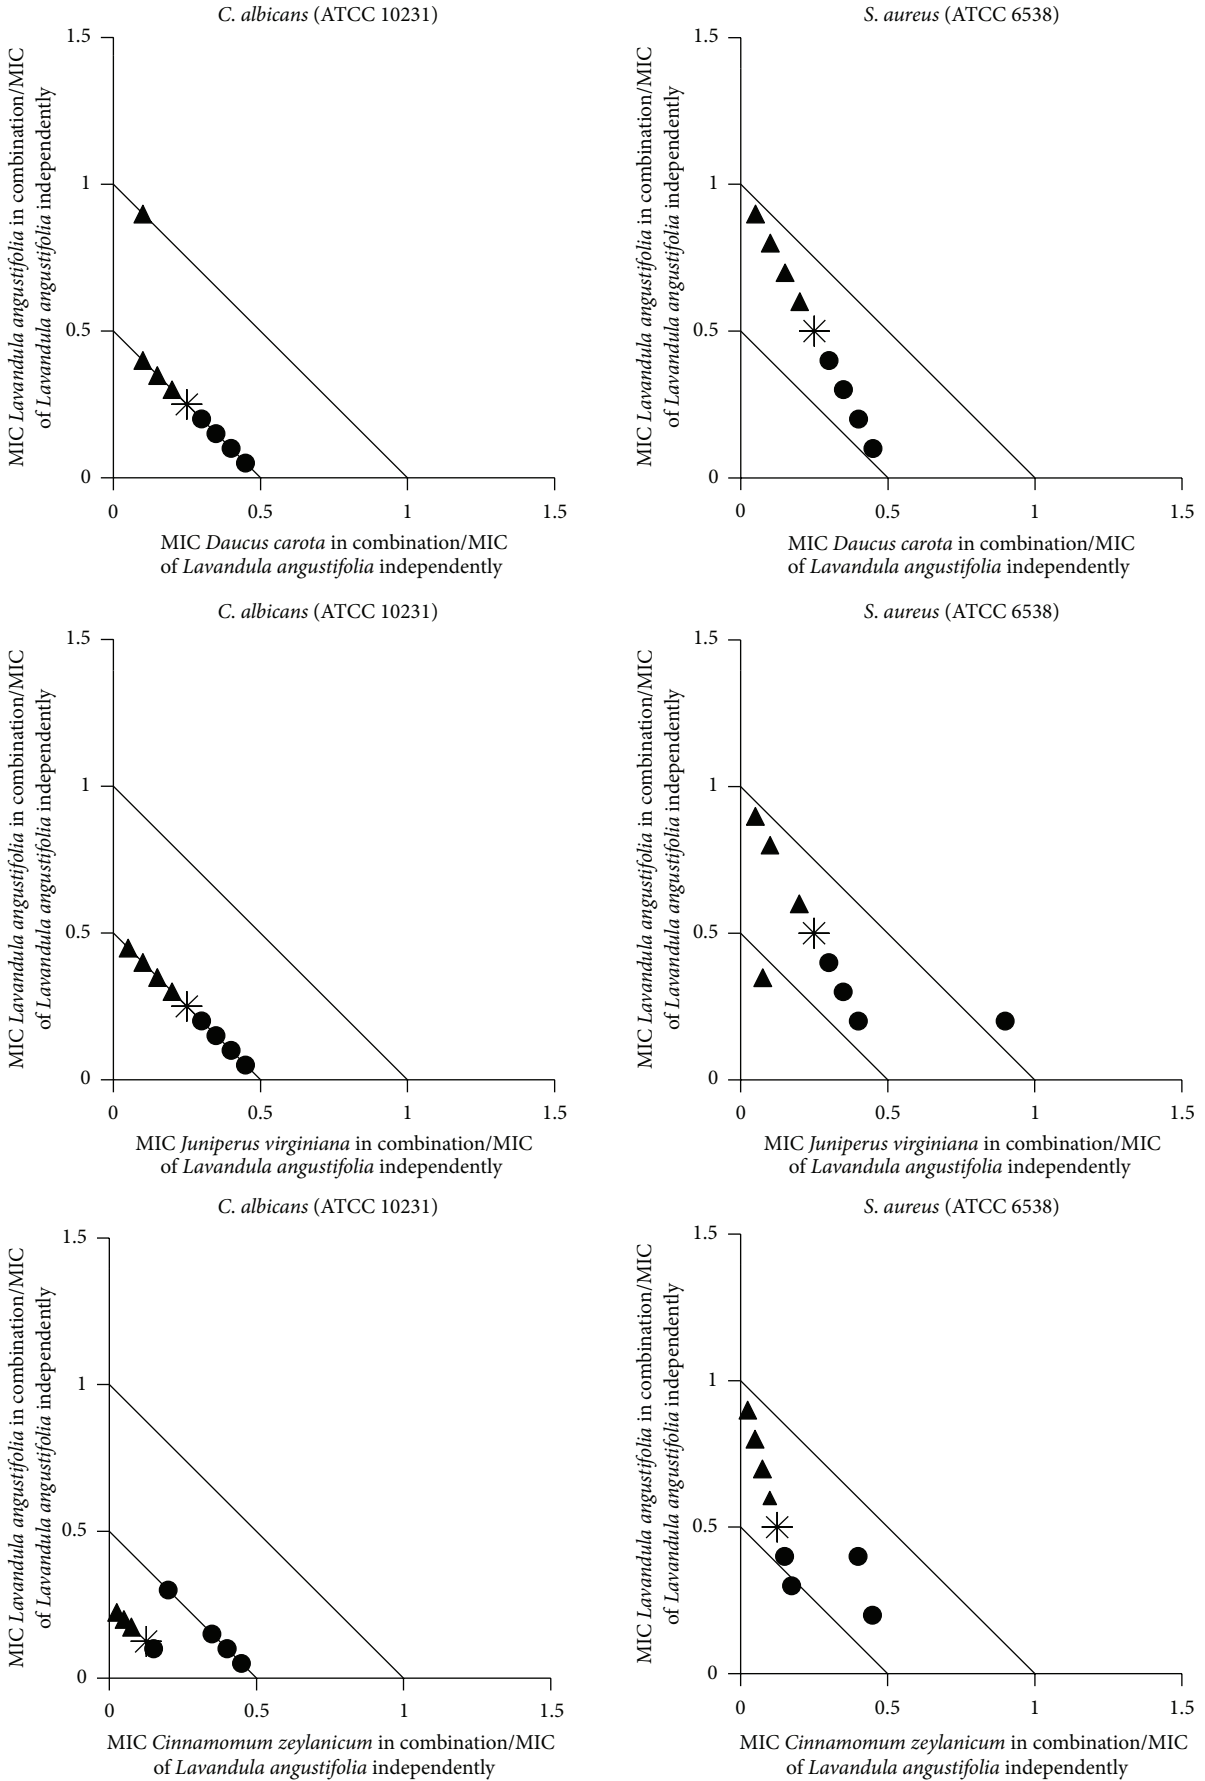 C. albicans (ATCC 10231)
1.5
1
0.5
0
0
0.5
1
1.5
MIC Lavandula angustifolia in combination/MIC
of Lavandula angustifolia independently
MIC Daucus carota in combination/MIC
of Lavandula angustifolia independently
S. aureus (ATCC 6538)
1.5
1
0.5
0
0
0.5
1
1.5
MIC Lavandula angustifolia in combination/MIC
of Lavandula angustifolia independently
MIC Daucus carota in combination/MIC
of Lavandula angustifolia independently
C. albicans (ATCC 10231)
1.5
1
0.5
0
0
0.5
1
1.5
MIC Lavandula angustifolia in combination/MIC
of Lavandula angustifolia independently
MIC Juniperus virginiana in combination/MIC
of Lavandula angustifolia independently
S. aureus (ATCC 6538)
1.5
1
0.5
0
0
0.5
1
1.5
MIC Lavandula angustifolia in combination/MIC
of Lavandula angustifolia independently
MIC Juniperus virginiana in combination/MIC
of Lavandula angustifolia independently
C. albicans (ATCC 10231)
1.5
1
0.5
0
0
0.5
1
1.5
MIC Lavandula angustifolia in combination/MIC
of Lavandula angustifolia independently
MIC Cinnamomum zeylanicum in combination/MIC
of Lavandula angustifolia independently
S. aureus (ATCC 6538)
1.5
1
0.5
0
0
0.5
1
1.5
MIC Lavandula angustifolia in combination/MIC
of Lavandula angustifolia independently
MIC Cinnamomum zeylanicum in combination/MIC
of Lavandula angustifolia independently